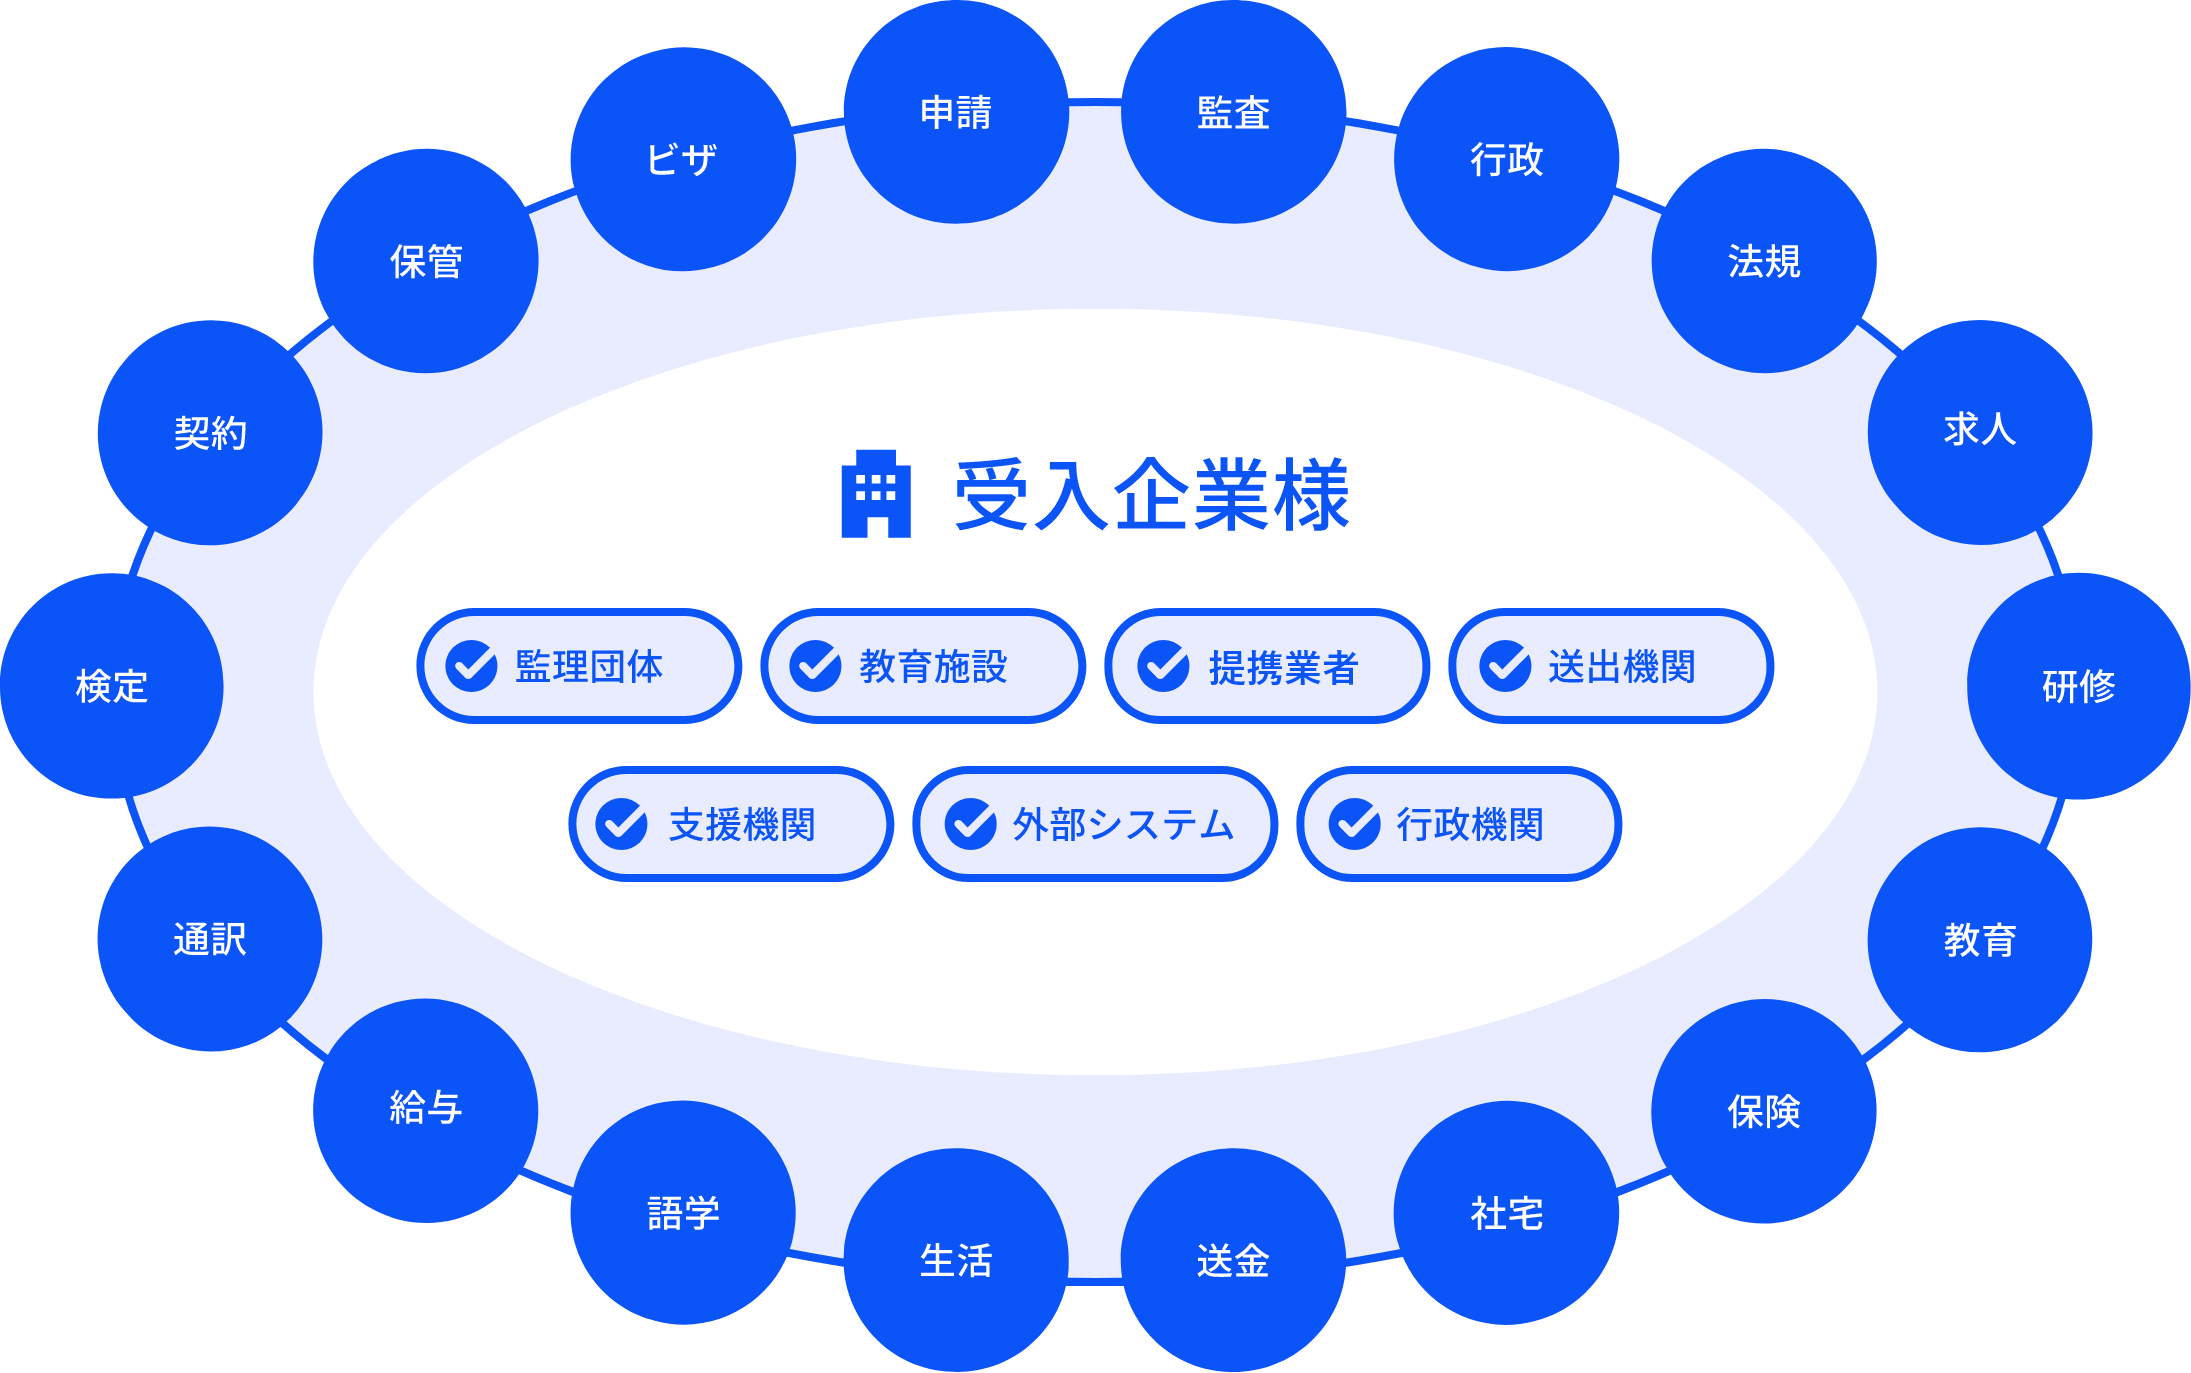 申請
監査
行政
法規
求人
研修
教育
保険
社宅
送金
生活
語学
給与
通訳
検定
契約
保管
ビザ
受入企業様
監理団体
教育施設
提携業者
送出機関
支援機関
外部システム
行政機関